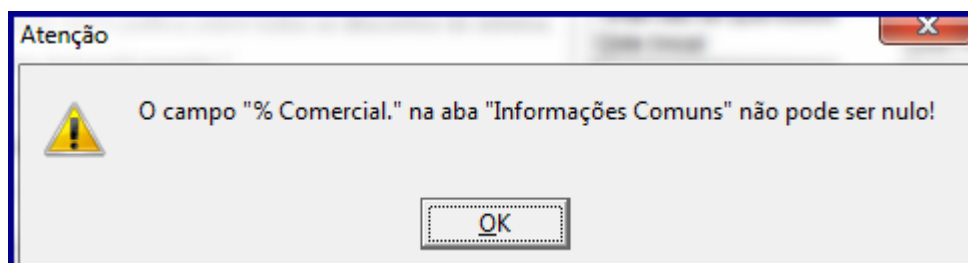 Atenção
O campo "% Comercial." na aba "Informações Comuns" não pode ser nulo!
OK